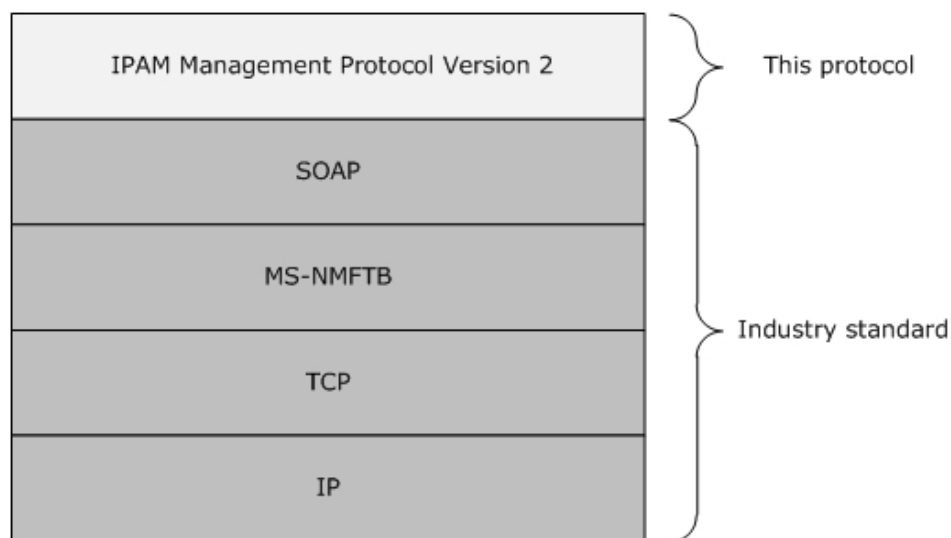 IPAM Management Protocol Version 2
This protocol
SOAP
MS-NMFTB
Industry standard
TCP
IP